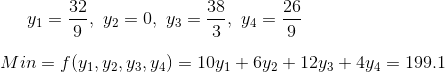 y₁ = 32/9, y₂ = 0, y₃ = 38/3, y₄ = 26/9
Min = f(y₁, y₂, y₃, y₄) = 10y₁ + 6y₂ + 12y₃ + 4y₄ = 199.1